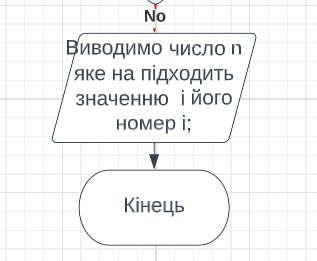 No
Виводимо число n
яке на підходить
значенню і його
номер і;
Кінець